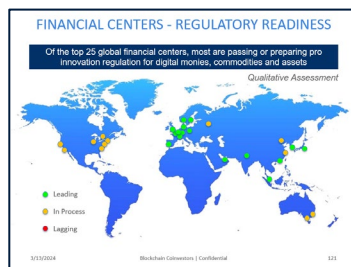 FINANCIAL CENTERS - REGULATORY READINESS
Of the top 25 global financial centers, most are passing or preparing pro
innovation regulation for digital monies, commodities and assets
Qualitative Assessment
Leading
In Process
Lagging
3/13/2024
Blockchain Coinvestors | Confidential
121